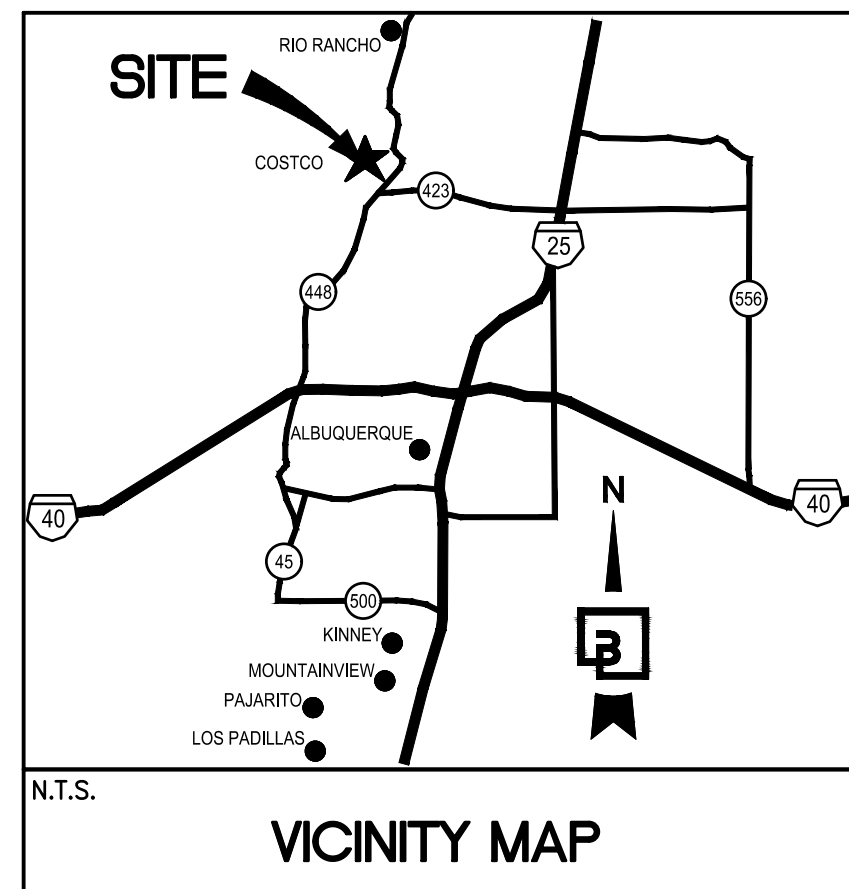 RIO RANCHO
SITE
COSTCO
423
25
448
556
ALBUQUERQUE
N
40
40
45
500
B
KINNEY
MOUNTAINVIEW
PAJARITO
LOS PADILLAS
N.T.S.
VICINITY MAP